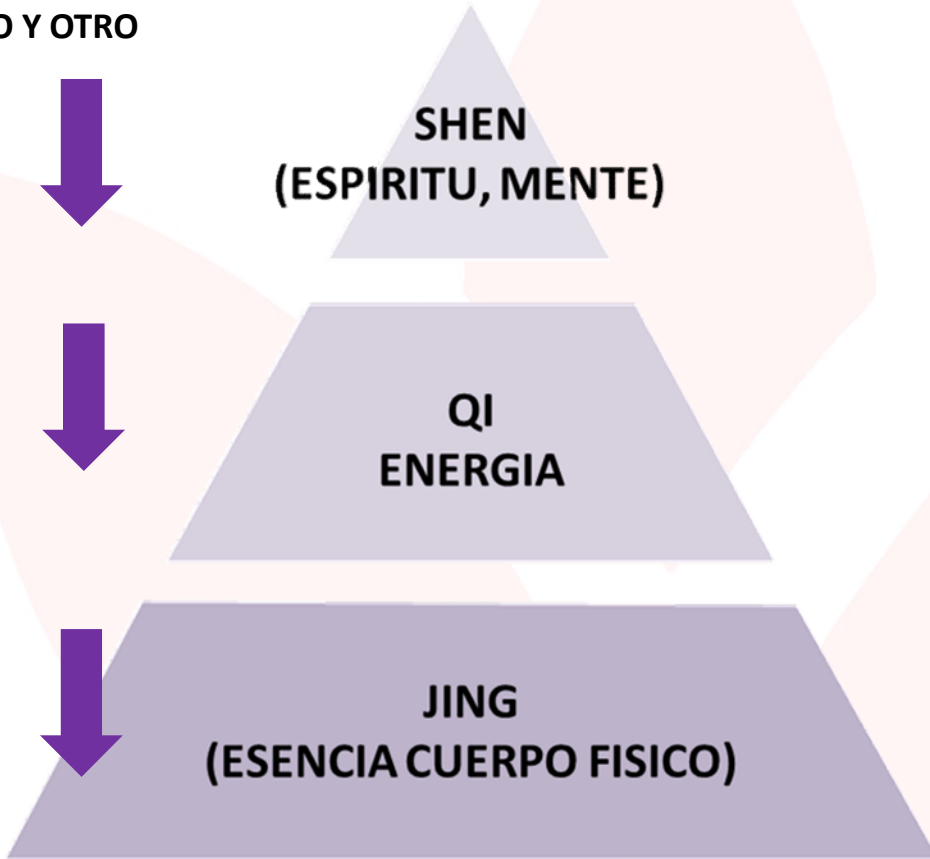 Y OTRO
SHEN
(ESPIRITU, MENTE)
QI
ENERGIA
JING
(ESENCIA CUERPO FISICO)